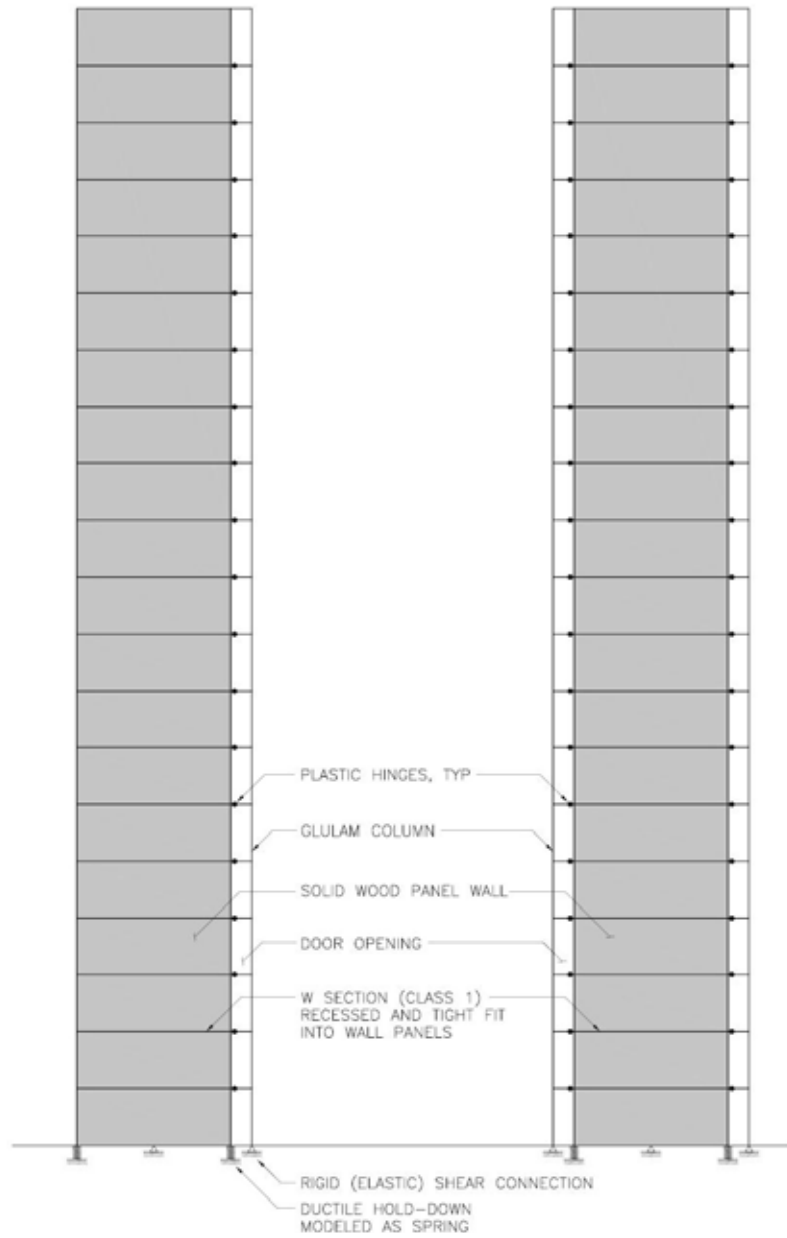 PLASTIC HINGES, TYP
GLULAM COLUMN
SOLID WOOD PANEL WALL
DOOR OPENING
W SECTION (CLASS 1)
RECESSED AND TIGHT FIT
INTO WALL PANELS
RIGID (ELASTIC) SHEAR CONNECTION
DUCTILE HOLD-DOWN
MODELED AS SPRING